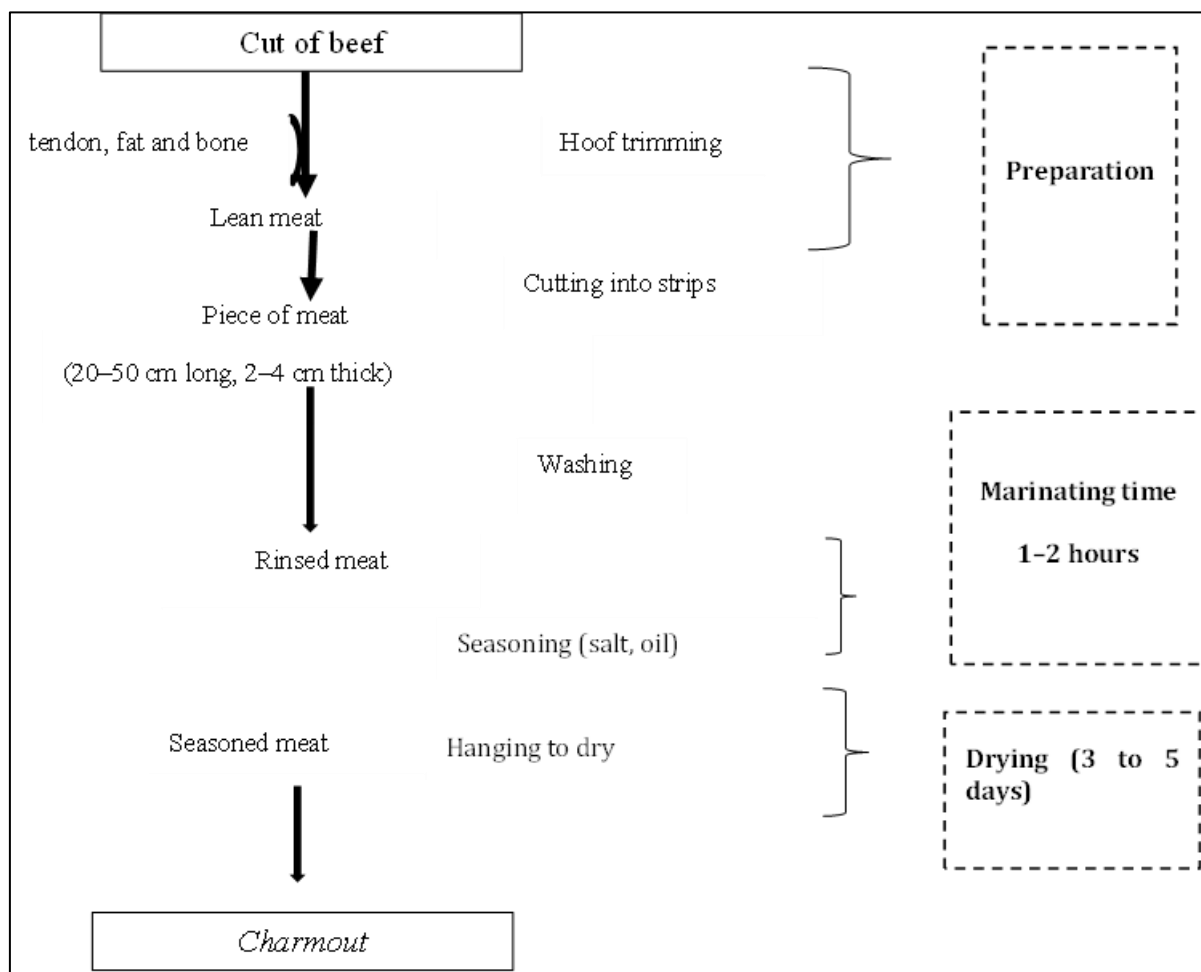 Cut of beef
tendon, fat and bone
Hoof trimming
Preparation
Lean meat
Cutting into strips
Piece of meat
(20–50 cm long, 2–4 cm thick)
Washing
Marinating time
1–2 hours
Rinsed meat
Seasoning (salt, oil)
Seasoned meat
Hanging to dry
Drying (3 to 5
days)
Charmout